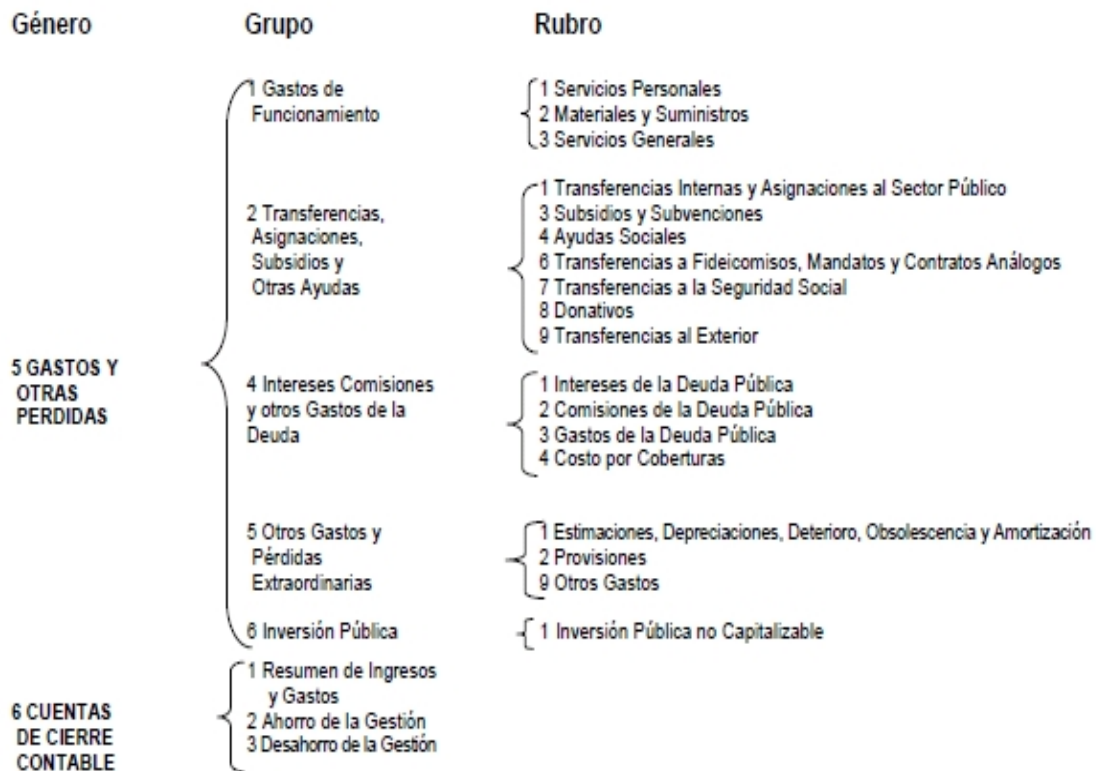 Género Grupo Rubro
1 Gastos de
Funcionamiento
1 Servicios Personales
2 Materiales y Suministros
3 Servicios Generales
2 Transferencias,
Asignaciones,
Subsidios y
Otras Ayudas
1 Transferencias Internas y Asignaciones al Sector Público
3 Subsidios y Subvenciones
4 Ayudas Sociales
6 Transferencias a Fideicomisos, Mandatos y Contratos Análogos
7 Transferencias a la Seguridad Social
8 Donativos
9 Transferencias al Exterior
5 GASTOS Y
OTRAS
PERDIDAS
4 Intereses Comisiones
y otros Gastos de la
Deuda
1 Intereses de la Deuda Pública
2 Comisiones de la Deuda Pública
3 Gastos de la Deuda Pública
4 Costo por Coberturas
5 Otros Gastos y
Pérdidas
Extraordinarias
1 Estimaciones, Depreciaciones, Deterioro, Obsolescencia y Amortización
2 Provisiones
9 Otros Gastos
6 Inversión Pública
1 Inversión Pública no Capitalizable
6 CUENTAS
DE CIERRE
CONTABLE
1 Resumen de Ingresos
y Gastos
2 Ahorro de la Gestión
3 Desahorro de la Gestión